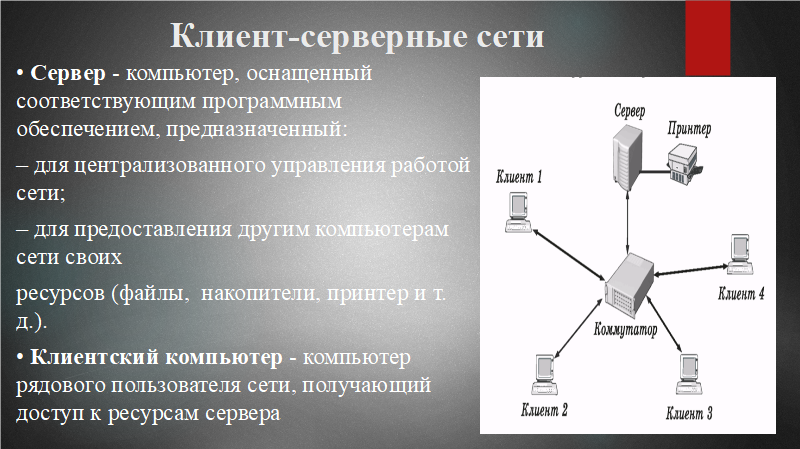 Клиент-серверные сети
• Сервер - компьютер, оснащенный
соответствующим программным
обеспечением, предназначенный:
– для централизованного управления работой
сети;
– для предоставления другим компьютерам
сети своих
ресурсов (файлы,  накопители, принтер и т.
д.).
• Клиентский компьютер - компьютер
рядового пользователя сети, получающий
доступ к ресурсам сервера
Сервер
Принтер
Клиент 1
Клиент 4
Коммутатор
Клиент 2
Клиент 3